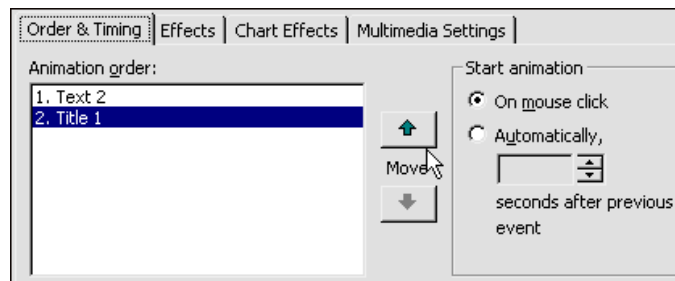 Order & Timing Effects Chart Effects Multimedia Settings
Animation order:
1. Text 2
2. Title 1
Move
Start animation
On mouse click
Automatically,
seconds after previous
event